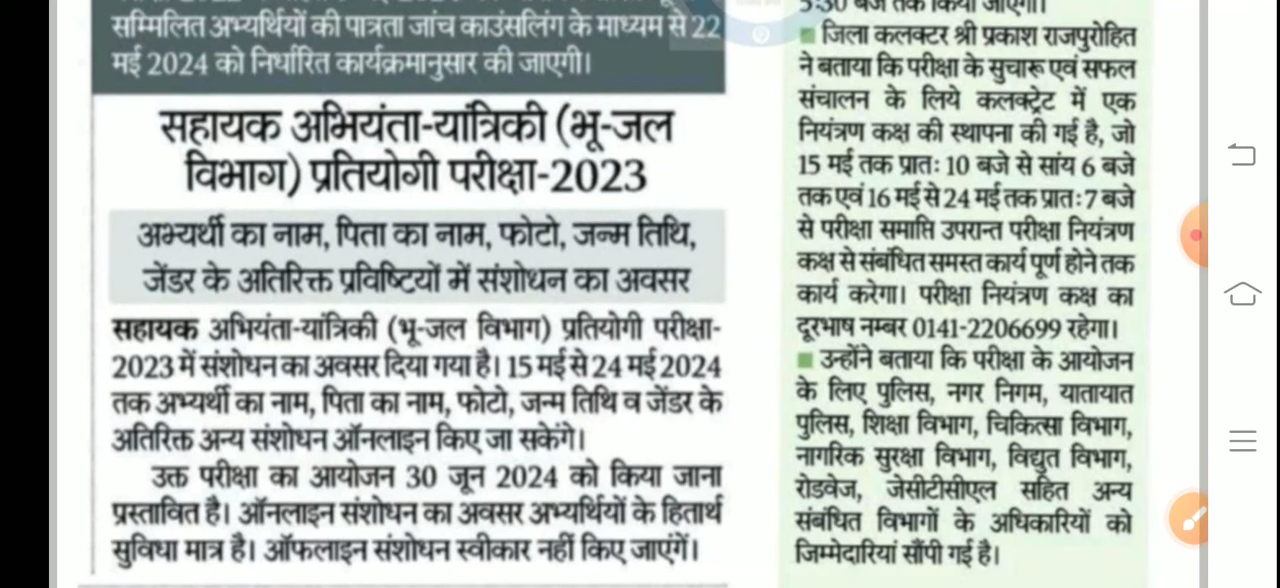 सम्मिलित अभ्यर्थियों की पात्रता जांच काउंसलिंग के माध्यम से 22
मई 2024 को निर्धारित कार्यक्रमानुसार की जाएगी।
सहायक अभियंता-यांत्रिकी (भू-जल
विभाग) प्रतियोगी परीक्षा-2023
अभ्यर्थी का नाम, पिता का नाम, फोटो, जन्म तिथि,
जेंडर के अतिरिक्त प्रविष्टियों में संशोधन का अवसर
सहायक अभियंता-यांत्रिकी (भू-जल विभाग) प्रतियोगी परीक्षा-
2023 में संशोधन का अवसर दिया गया है। 15 मई से 24 मई 2024
तक अभ्यर्थी का नाम, पिता का नाम, फोटो, जन्म तिथि व जेंडर के
अतिरिक्त अन्य संशोधन ऑनलाइन किए जा सकेंगे।
उक्त परीक्षा का आयोजन 30 जून 2024 को किया जाना
प्रस्तावित है। ऑनलाइन संशोधन का अवसर अभ्यर्थियों के हितार्थ
सुविधा मात्र है। ऑफलाइन संशोधन स्वीकार नहीं किए जाएंगें।
5:30 बजे तक किया जाएगा।
जिला कलक्टर श्री प्रकाश राजपुरोहित
ने बताया कि परीक्षा के सुचारू एवं सफल
संचालन के लिये कलक्ट्रेट में एक
नियंत्रण कक्ष की स्थापना की गई है, जो
15 मई तक प्रातः 10 बजे से सांय 6 बजे
तक एवं 16 मई से 24 मई तक प्रातः 7 बजे
से परीक्षा समाप्ति उपरान्त परीक्षा नियंत्रण
कक्ष से संबंधित समस्त कार्य पूर्ण होने तक
कार्य करेगा। परीक्षा नियंत्रण कक्ष का
दूरभाष नम्बर 0141-2206699 रहेगा।
उन्होंने बताया कि परीक्षा के आयोजन
के लिए पुलिस, नगर निगम, यातायात
पुलिस, शिक्षा विभाग, चिकित्सा विभाग,
नागरिक सुरक्षा विभाग, विद्युत विभाग,
रोडवेज, जेसीटीसीएल सहित अन्य
संबंधित विभागों के अधिकारियों को
जिम्मेदारियां सौंपी गई है।